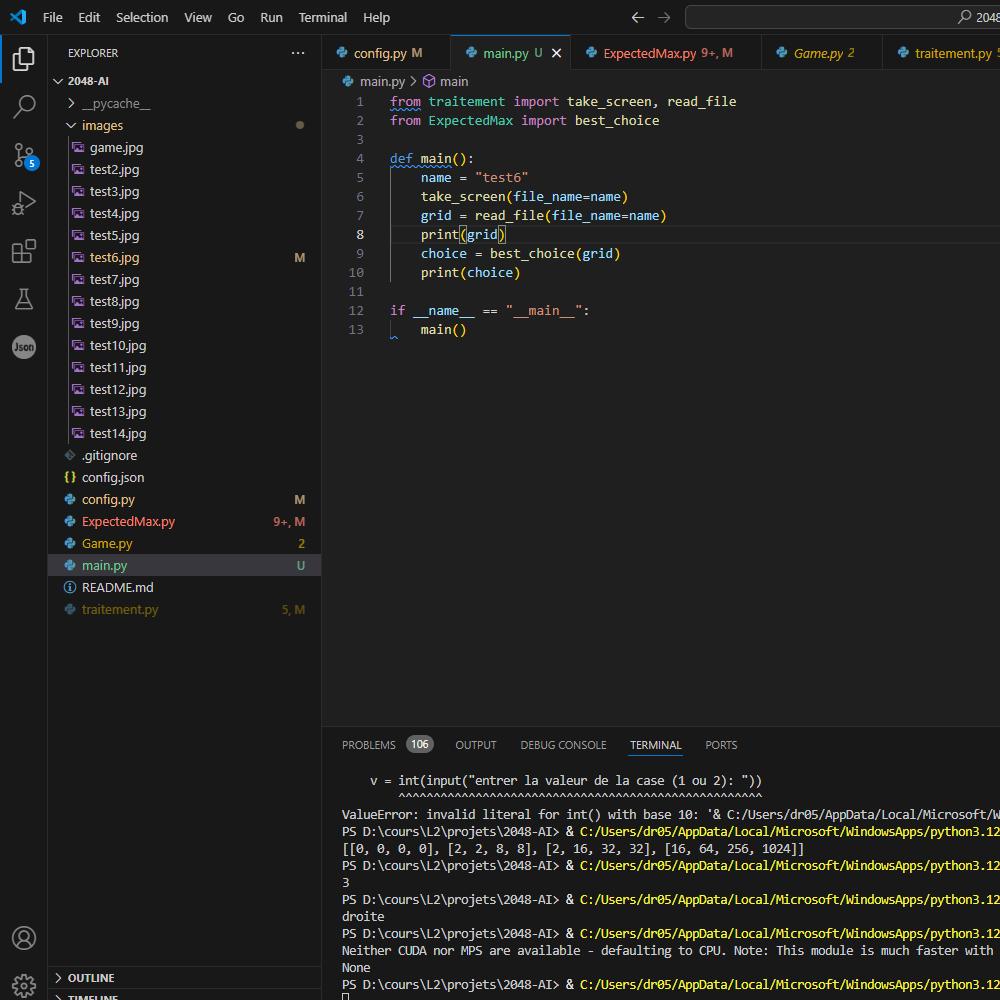 File Edit Selection View Go Run Terminal Help 2048
EXPLORER
2048-AI
__pycache__
images
game.jpg
test2.jpg
test3.jpg
test4.jpg
test5.jpg
test6.jpg M
test7.jpg
test8.jpg
test9.jpg
test10.jpg
test11.jpg
test12.jpg
test13.jpg
test14.jpg
.gitignore
config.json
config.py M
ExpectedMax.py 9+, M
Game.py 2
main.py U
README.md
traitement.py 5, M
OUTLINE
TIMELINE
5
Json
config.py M main.py U ExpectedMax.py 9+, M Game.py 2 traitement.py 5
main.py > main
1 from traitement import take_screen, read_file
2 from ExpectedMax import best_choice
3
4 def main():
5 name = "test6"
6 take_screen(file_name=name)
7 grid = read_file(file_name=name)
8 print(grid)
9 choice = best_choice(grid)
10 print(choice)
11
12 if __name__ == "__main__":
13 main()
PROBLEMS 106 OUTPUT DEBUG CONSOLE TERMINAL PORTS
v = int(input("entrer la valeur de la case (1 ou 2): "))
^^^^^^^^^^^^^^^^^^^^^^^^^^^^^^^^^^^^^^^^^^^^^^^^^^^^
ValueError: invalid literal for int() with base 10: '& C:/Users/dr05/AppData/Local/Microsoft/W
PS D:\cours\L2\projets\2048-AI> & C:/Users/dr05/AppData/Local/Microsoft/WindowsApps/python3.12
[[0, 0, 0, 0], [2, 2, 8, 8], [2, 16, 32, 32], [16, 64, 256, 1024]]
PS D:\cours\L2\projets\2048-AI> & C:/Users/dr05/AppData/Local/Microsoft/WindowsApps/python3.12
3
PS D:\cours\L2\projets\2048-AI> & C:/Users/dr05/AppData/Local/Microsoft/WindowsApps/python3.12
droite
PS D:\cours\L2\projets\2048-AI> & C:/Users/dr05/AppData/Local/Microsoft/WindowsApps/python3.12
Neither CUDA nor MPS are available - defaulting to CPU. Note: This module is much faster with
None
PS D:\cours\L2\projets\2048-AI> & C:/Users/dr05/AppData/Local/Microsoft/WindowsApps/python3.12